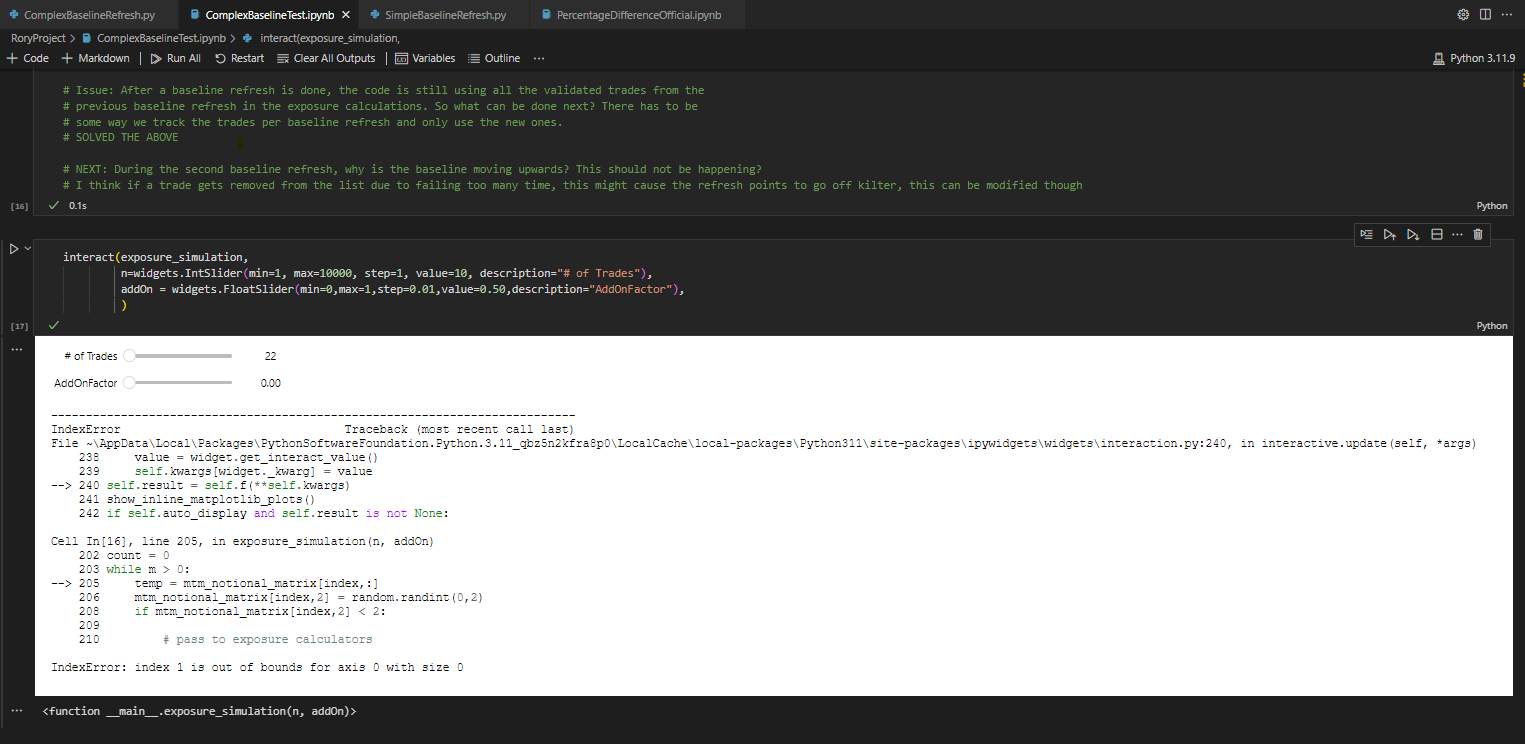 ComplexBaselineRefresh.py ComplexBaselineTest.ipynb SimpleBaselineRefresh.py PercentageDifferenceOfficial.ipynb
RoryProject > ComplexBaselineTest.ipynb > interact(exposure_simulation,
Code Markdown Run All Restart Clear All Outputs Variables Outline ... Python 3.11.9
# Issue: After a baseline refresh is done, the code is still using all the validated trades from the
# previous baseline refresh in the exposure calculations. So what can be done next? There has to be
# some way we track the trades per baseline refresh and only use the new ones.
# SOLVED THE ABOVE
# NEXT: During the second baseline refresh, why is the baseline moving upwards? This should not be happening?
# I think if a trade gets removed from the list due to failing too many time, this might cause the refresh points to go off kilter, this can be modified though
[16] 0.1s Python
interact(exposure_simulation,
n=widgets.IntSlider(min=1, max=10000, step=1, value=10, description="# of Trades"),
addOn = widgets.FloatSlider(min=0,max=1,step=0.01,value=0.50,description="AddOnFactor"),
)
[17] Python
# of Trades 22
AddOnFactor 0.00
---------------------------------------------------------------------------
IndexError Traceback (most recent call last)
File ~\AppData\Local\Packages\PythonSoftwareFoundation.Python.3.11_qbz5n2kfra8p0\LocalCache\local-packages\Python311\site-packages\ipywidgets\widgets\interaction.py:240, in interactive.update(self, *args)
238 value = widget.get_interact_value()
239 self.kwargs[widget._kwarg] = value
--> 240 self.result = self.f(**self.kwargs)
241 show_inline_matplotlib_plots()
242 if self.auto_display and self.result is not None:
Cell In[16], line 205, in exposure_simulation(n, addOn)
202 count = 0
203 while m > 0:
--> 205 temp = mtm_notional_matrix[index,:]
206 mtm_notional_matrix[index,2] = random.randint(0,2)
208 if mtm_notional_matrix[index,2] < 2:
209
210 # pass to exposure calculators
IndexError: index 1 is out of bounds for axis 0 with size 0
<function __main__.exposure_simulation(n, addOn)>